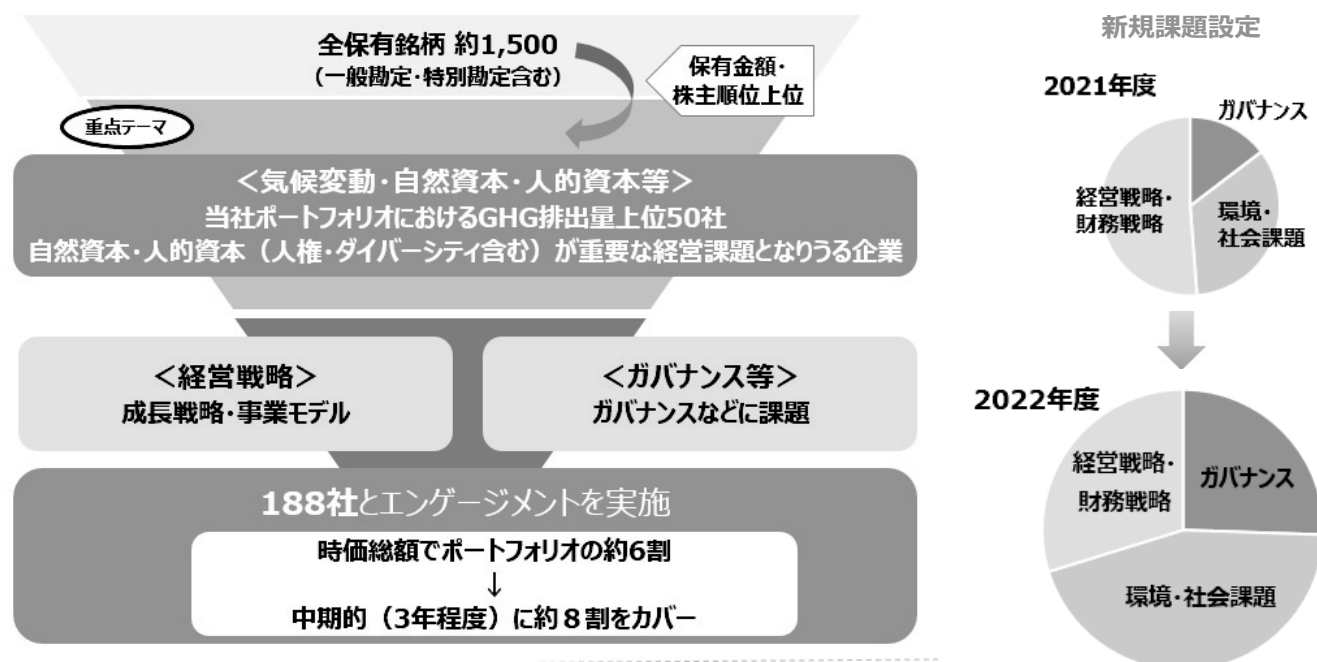 全保有銘柄 約1,500
（一般勘定・特別勘定含む）
保有金額・
株主順位上位
重点テーマ
＜気候変動・自然資本・人的資本等＞
当社ポートフォリオにおけるGHG排出量上位50社
自然資本・人的資本（人権・ダイバーシティ含む）が重要な経営課題となりうる企業
＜経営戦略＞
成長戦略・事業モデル
＜ガバナンス等＞
ガバナンスなどに課題
188社とエンゲージメントを実施
時価総額でポートフォリオの約6割
↓
中期的（3年程度）に約８割をカバー
新規課題設定
2021年度
ガバナンス
経営戦略・
財務戦略
環境・
社会課題
2022年度
経営戦略・
財務戦略
ガバナンス
環境・社会課題